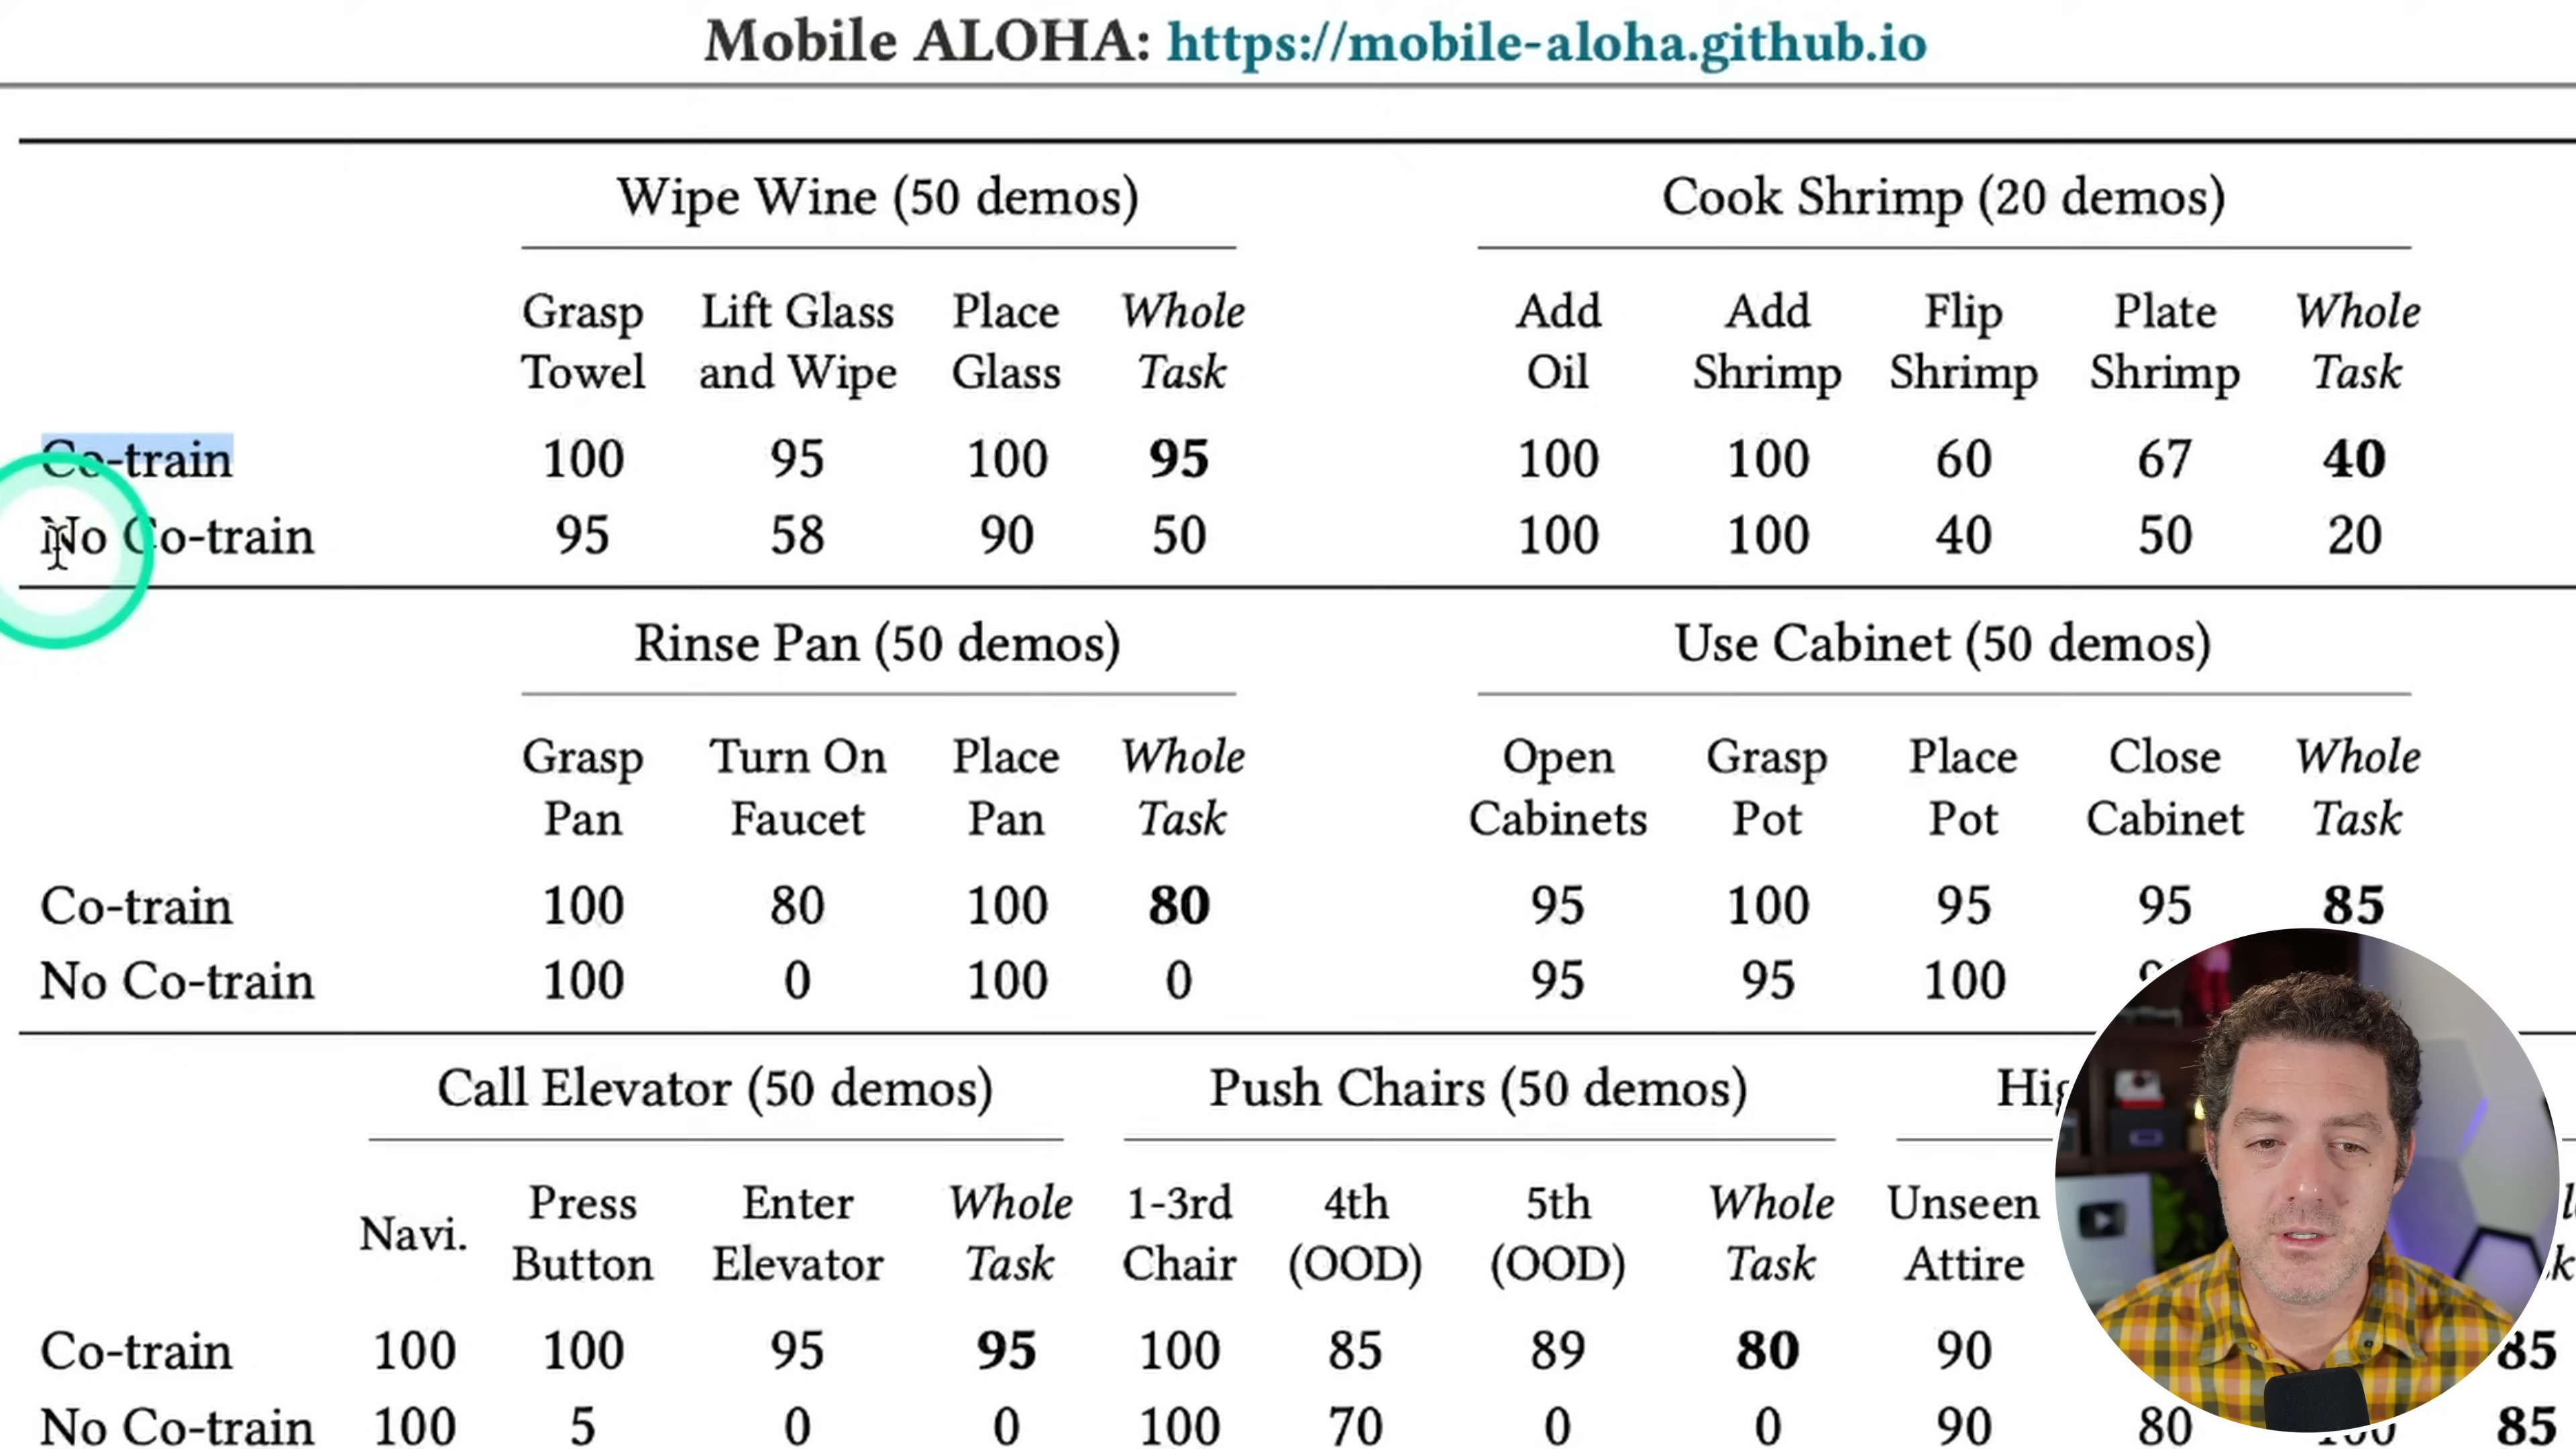 Mobile ALOHA: https://mobile-aloha.github.io
Wipe Wine (50 demos) Cook Shrimp (20 demos)
Grasp Lift Glass Place Whole Add Add Flip Plate Whole
Towel and Wipe Glass Task Oil Shrimp Shrimp Shrimp Task
Co-train 100 95 100 95 100 100 60 67 40
No Co-train 95 58 90 50 100 100 40 50 20
Rinse Pan (50 demos) Use Cabinet (50 demos)
Grasp Turn On Place Whole Open Grasp Place Close Whole
Pan Faucet Pan Task Cabinets Pot Pot Cabinet Task
Co-train 100 80 100 80 95 100 95 95 85
No Co-train 100 0 100 0 95 95 100
Call Elevator (50 demos) Push Chairs (50 demos)
Navi. Press Enter Whole 1-3rd 4th 5th Whole Unseen
Button Elevator Task Chair (OOD) (OOD) Task Attire
Co-train 100 100 95 95 100 85 89 80 90 85
No Co-train 100 5 0 0 100 70 0 0 90 80 85